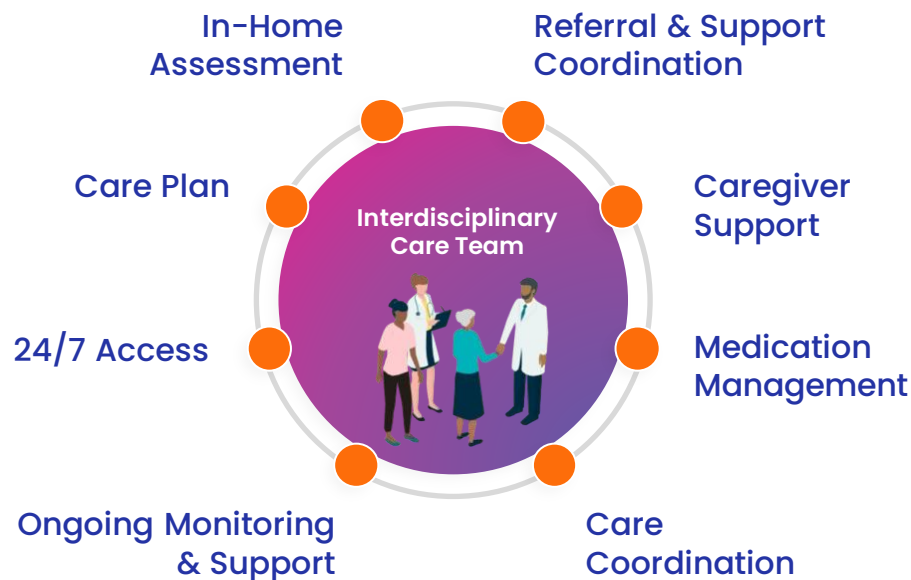 In-Home
Assessment
Referral & Support
Coordination
Care Plan
Caregiver
Support
Interdisciplinary
Care Team
24/7 Access
Medication
Management
Ongoing Monitoring
& Support
Care
Coordination